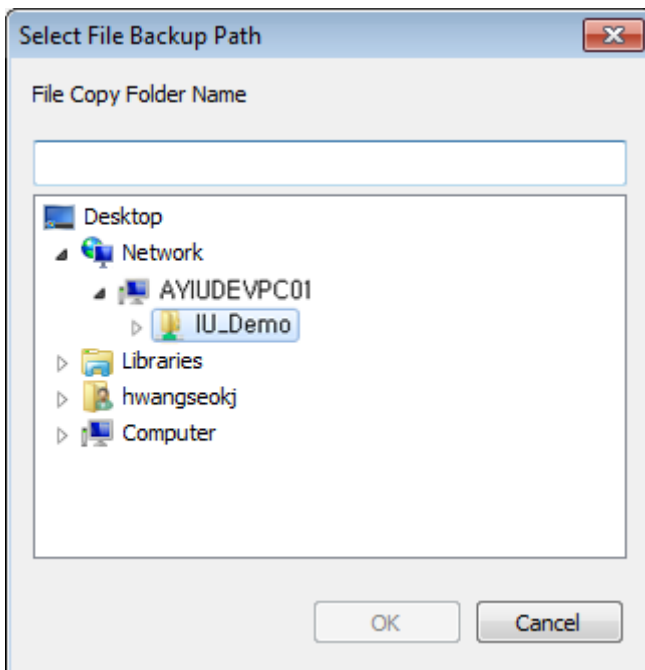 Select File Backup Path
File Copy Folder Name
Desktop
Network
AYIUDEVPC01
IU_Demo
Libraries
hwangseokj
Computer
OK
Cancel